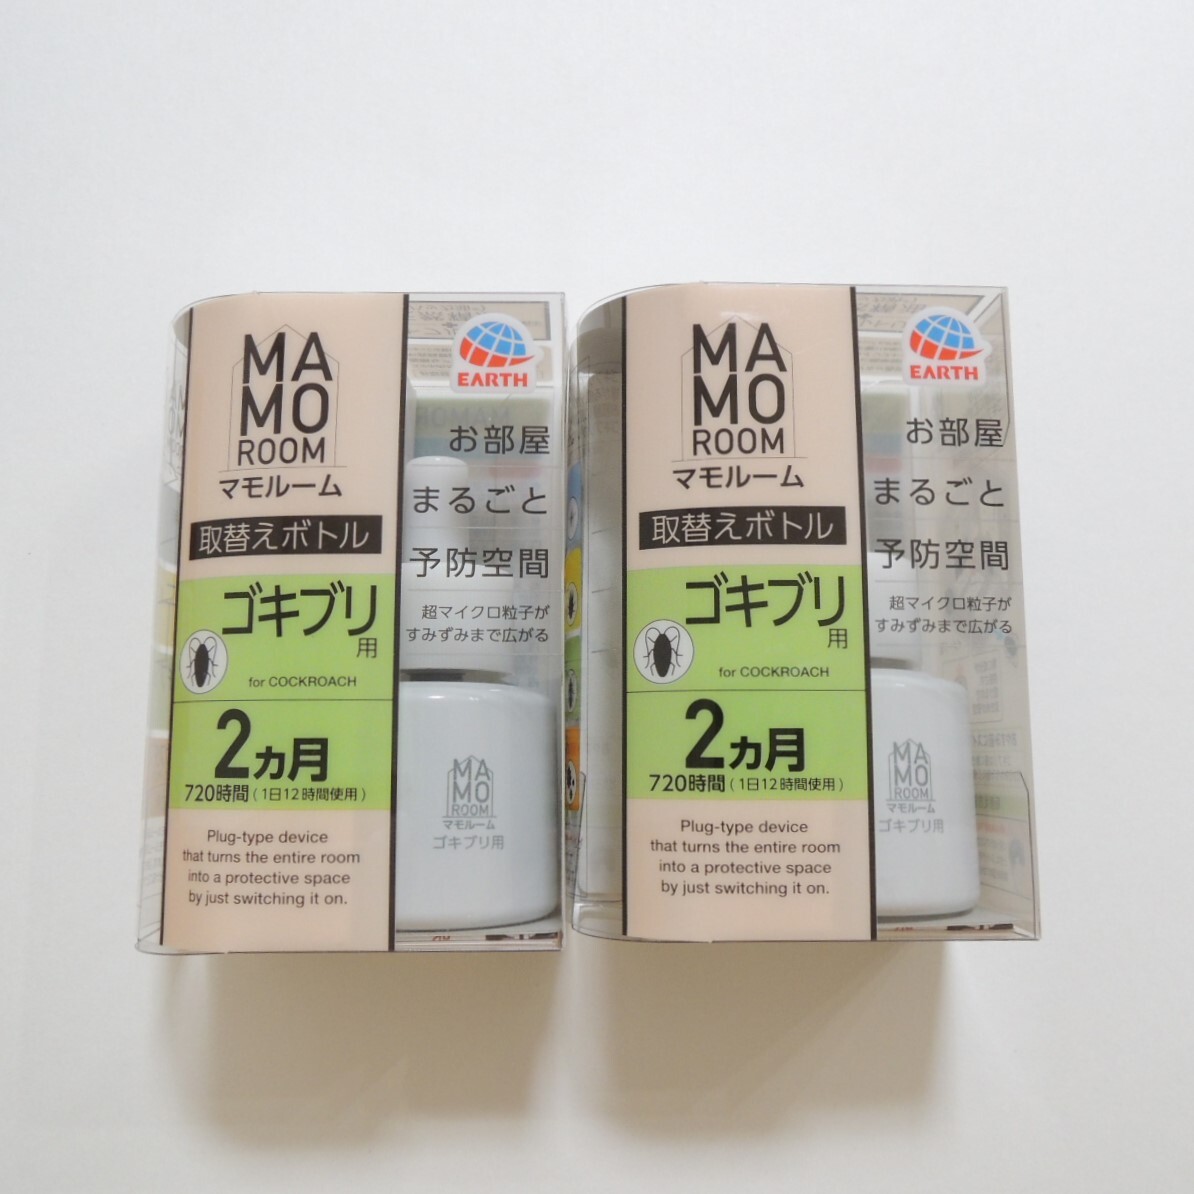 MA
MO
ROOM
マモルーム
取替えボトル
ゴキブリ
用
for COCKROACH
2ヵ月
720時間(1日12時間使用)
Plug-type device
that turns the entire room
into a protective space
by just switching it on.
EARTH
お部屋
まるごと
予防空間
超マイクロ粒子が
すみずみまで広がる
MA
MO
ROOM
マモルーム
ゴキブリ用
MA
MO
ROOM
マモルーム
取替えボトル
ゴキブリ
用
for COCKROACH
2ヵ月
720時間(1日12時間使用)
Plug-type device
that turns the entire room
into a protective space
by just switching it on.
EARTH
お部屋
まるごと
予防空間
超マイクロ粒子が
すみずみまで広がる
MA
MO
ROOM
マモルーム
ゴキブリ用